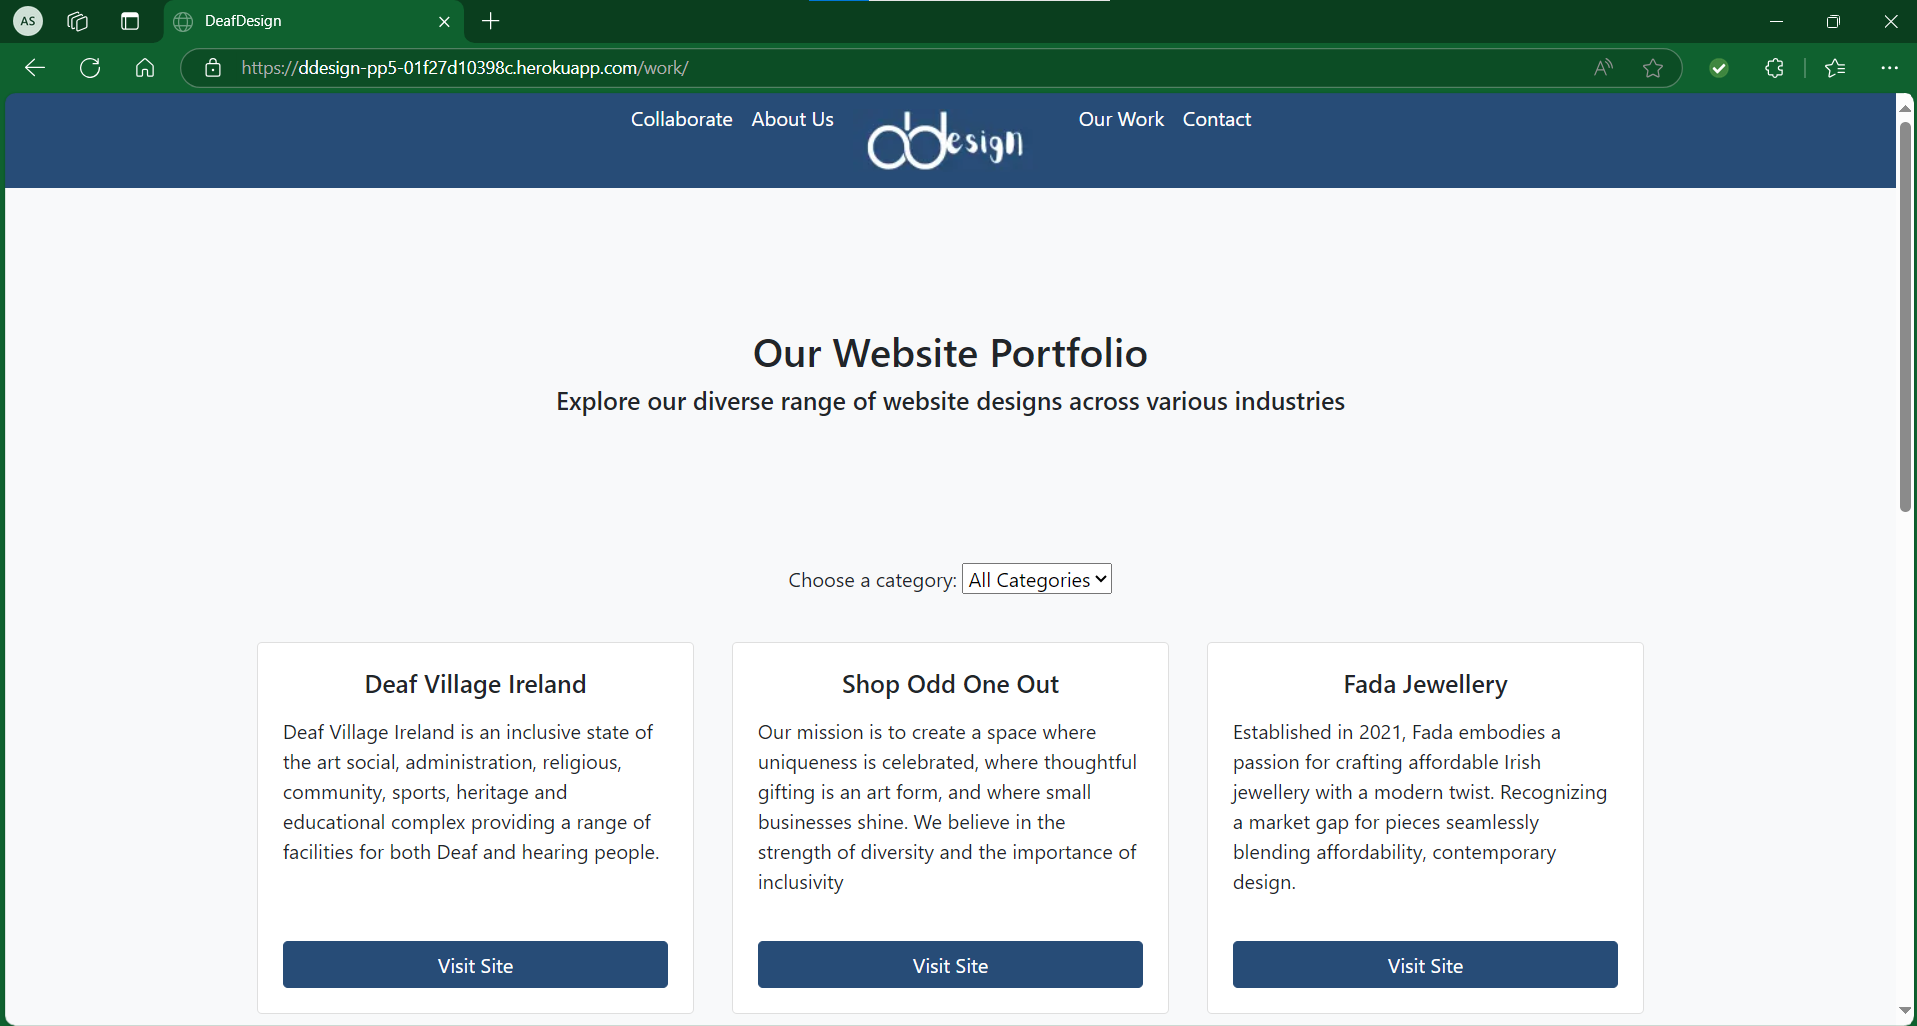 AS
DeafDesign
https://ddesign-pp5-01f27d10398c.herokuapp.com/work/
Collaborate About Us
ddesign
Our Work Contact
Our Website Portfolio
Explore our diverse range of website designs across various industries
Choose a category: All Categories
Deaf Village Ireland
Deaf Village Ireland is an inclusive state of
the art social, administration, religious,
community, sports, heritage and
educational complex providing a range of
facilities for both Deaf and hearing people.
Visit Site
Shop Odd One Out
Our mission is to create a space where
uniqueness is celebrated, where thoughtful
gifting is an art form, and where small
businesses shine. We believe in the
strength of diversity and the importance of
inclusivity
Visit Site
Fada Jewellery
Established in 2021, Fada embodies a
passion for crafting affordable Irish
jewellery with a modern twist. Recognizing
a market gap for pieces seamlessly
blending affordability, contemporary
design.
Visit Site